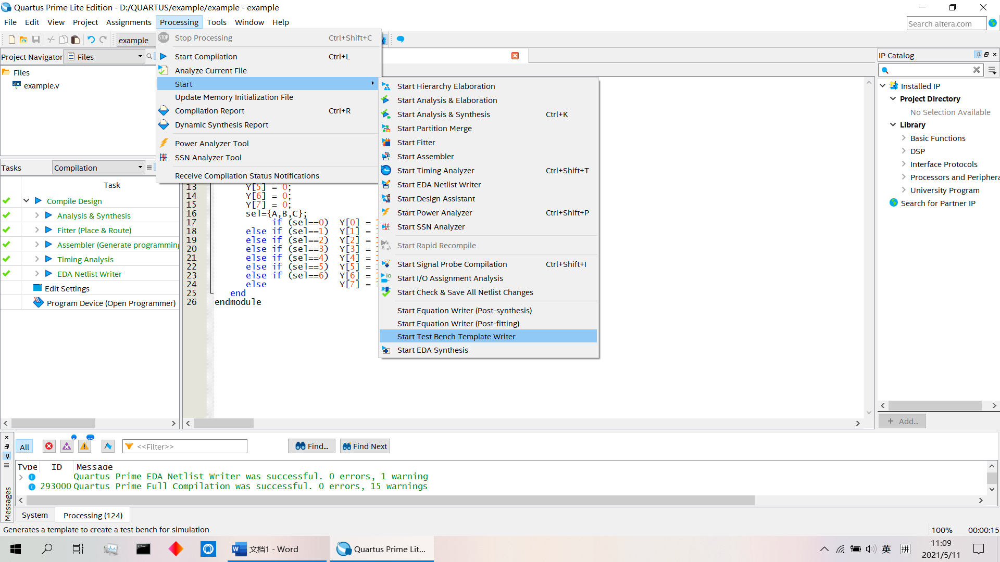 Quartus Prime Lite Edition - D:/QUARTUS/example/example - example
File Edit View Project Assignments Processing Tools Window Help
Search altera.com
example
Stop Processing Ctrl+Shift+C
Start Compilation Ctrl+L
Analyze Current File
Start
Update Memory Initialization File
Compilation Report Ctrl+R
Dynamic Synthesis Report
Power Analyzer Tool
SSN Analyzer Tool
Receive Compilation Status Notifications
Start Hierarchy Elaboration
Start Analysis & Elaboration
Start Analysis & Synthesis Ctrl+K
Start Partition Merge
Start Fitter
Start Assembler
Start Timing Analyzer Ctrl+Shift+T
Start EDA Netlist Writer
Start Design Assistant
Start Power Analyzer Ctrl+Shift+P
Start SSN Analyzer
Start Rapid Recompile
Start Signal Probe Compilation Ctrl+Shift+I
Start I/O Assignment Analysis
Start Check & Save All Netlist Changes
Start Equation Writer (Post-synthesis)
Start Equation Writer (Post-fitting)
Start Test Bench Template Writer
Start EDA Synthesis
Project Navigator Files
Files
example.v
Tasks Compilation
Task
Compile Design
Analysis & Synthesis
Fitter (Place & Route)
Assembler (Generate programming
Timing Analysis
EDA Netlist Writer
Edit Settings
Program Device (Open Programmer)
13 Y[5] = 0;
14 Y[6] = 0;
15 Y[7] = 0;
16 sel={A,B,C};
17 if (sel==0) Y[0] =
18 else if (sel==1) Y[1] =
19 else if (sel==2) Y[2] =
20 else if (sel==3) Y[3] =
21 else if (sel==4) Y[4] =
22 else if (sel==5) Y[5] =
23 else if (sel==6) Y[6] =
24 else Y[7] =
25 end
26 endmodule
IP Catalog
Installed IP
Project Directory
No Selection Available
Library
Basic Functions
DSP
Interface Protocols
Processors and Periphera
University Program
Search for Partner IP
+ Add...
All <<Filter>> Find... Find Next
Type ID Message
Quartus Prime EDA Netlist Writer was successful. 0 errors, 1 warning
293000 Quartus Prime Full Compilation was successful. 0 errors, 15 warnings
Messages
System Processing (124)
Generates a template to create a test bench for simulation
100% 00:00:15
文档1 - Word
Quartus Prime Lit...
英
拼
11:09
2021/5/11